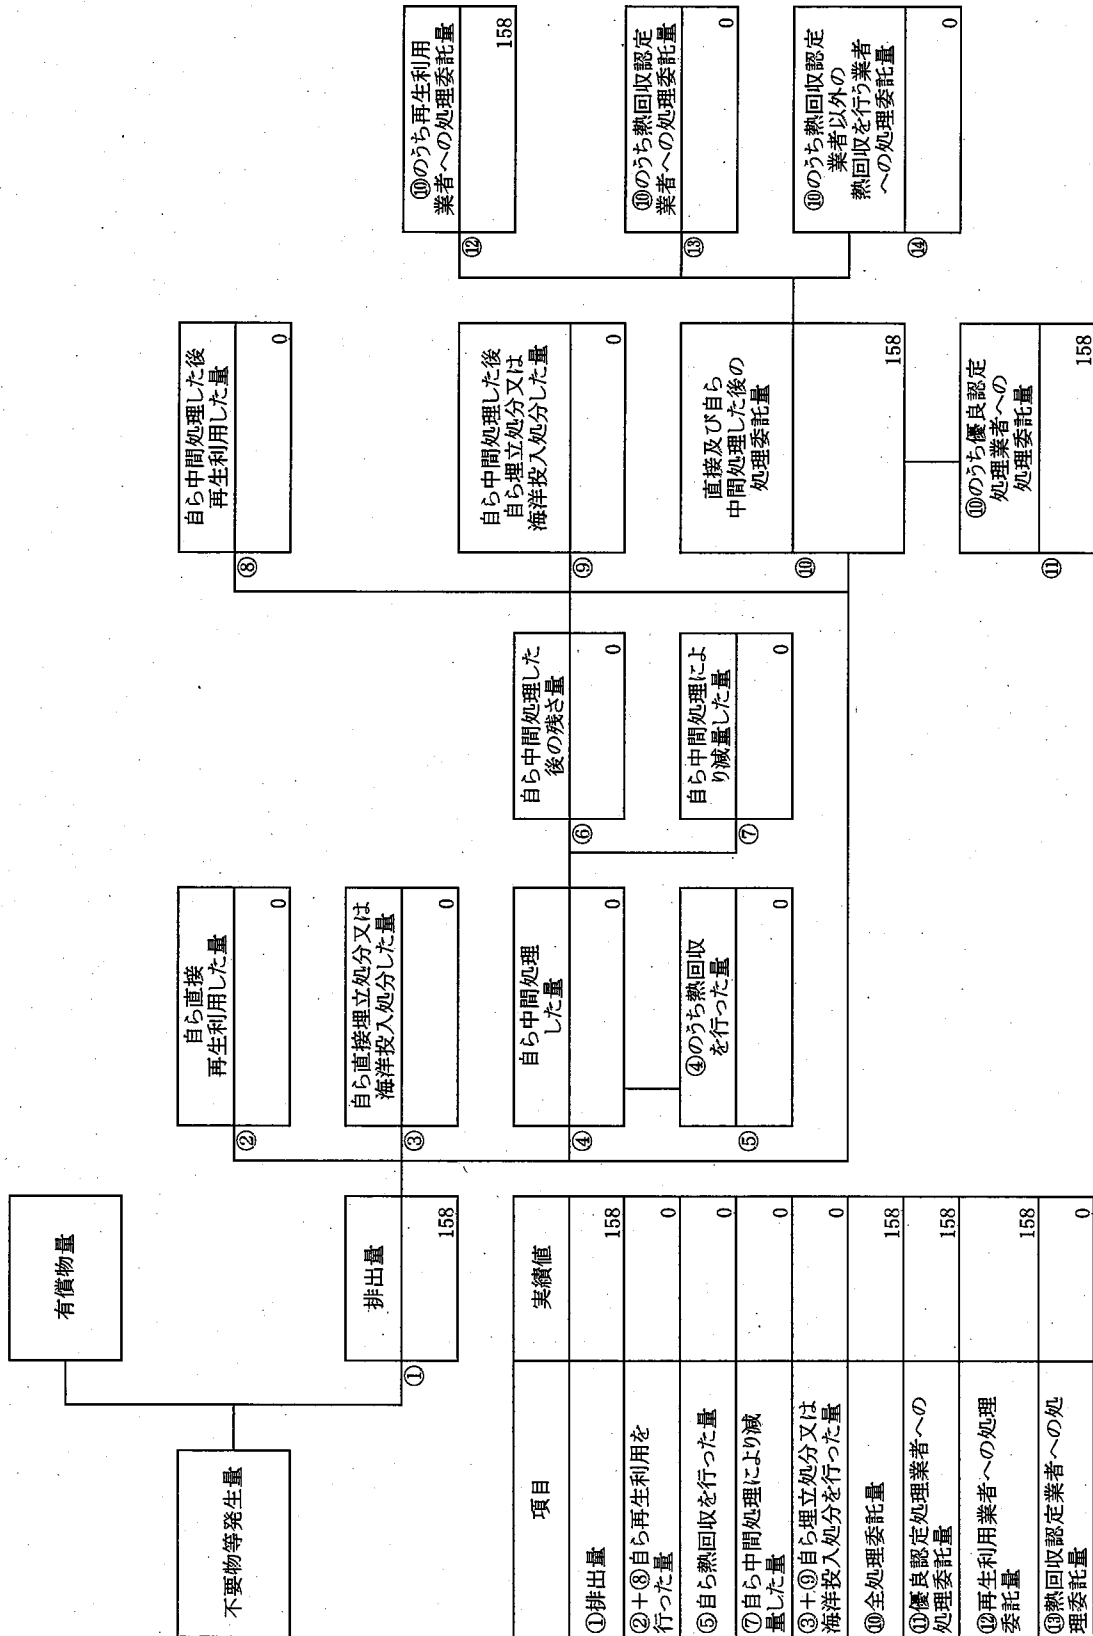 不要物等発生量
有償物量
排出量
①
158
自ら直接
再生利用した量
②
0
自ら直接埋立処分又は
海洋投入処分した量
③
0
自ら中間処理
した量
④
0
④のうち熱回収
を行った量
⑤
0
自ら中間処理した
後の残さ量
⑥
0
自ら中間処理によ
り減量した量
⑦
0
自ら中間処理した後
再生利用した量
⑧
0
自ら中間処理した後
自ら埋立処分又は
海洋投入処分した量
⑨
0
直接及び自ら
中間処理した後の
処理委託量
⑩
158
⑩のうち優良認定
処理業者への
処理委託量
⑪
158
⑩のうち再生利用
業者への処理委託量
⑫
158
⑩のうち熱回収認定
業者への処理委託量
⑬
0
⑩のうち熱回収認定
業者以外の
熱回収を行う業者
への処理委託量
⑭
0
項目 実績値
①排出量 158
②+⑧自ら再生利用を
行った量 0
⑤自ら熱回収を行った量 0
⑦自ら中間処理により減
量した量 0
③+⑨自ら埋立処分又は
海洋投入処分を行った量 0
⑩全処理委託量 158
⑪優良認定処理業者への
処理委託量 158
⑫再生利用業者への処理
委託量 158
⑬熱回収認定業者への処
理委託量 0